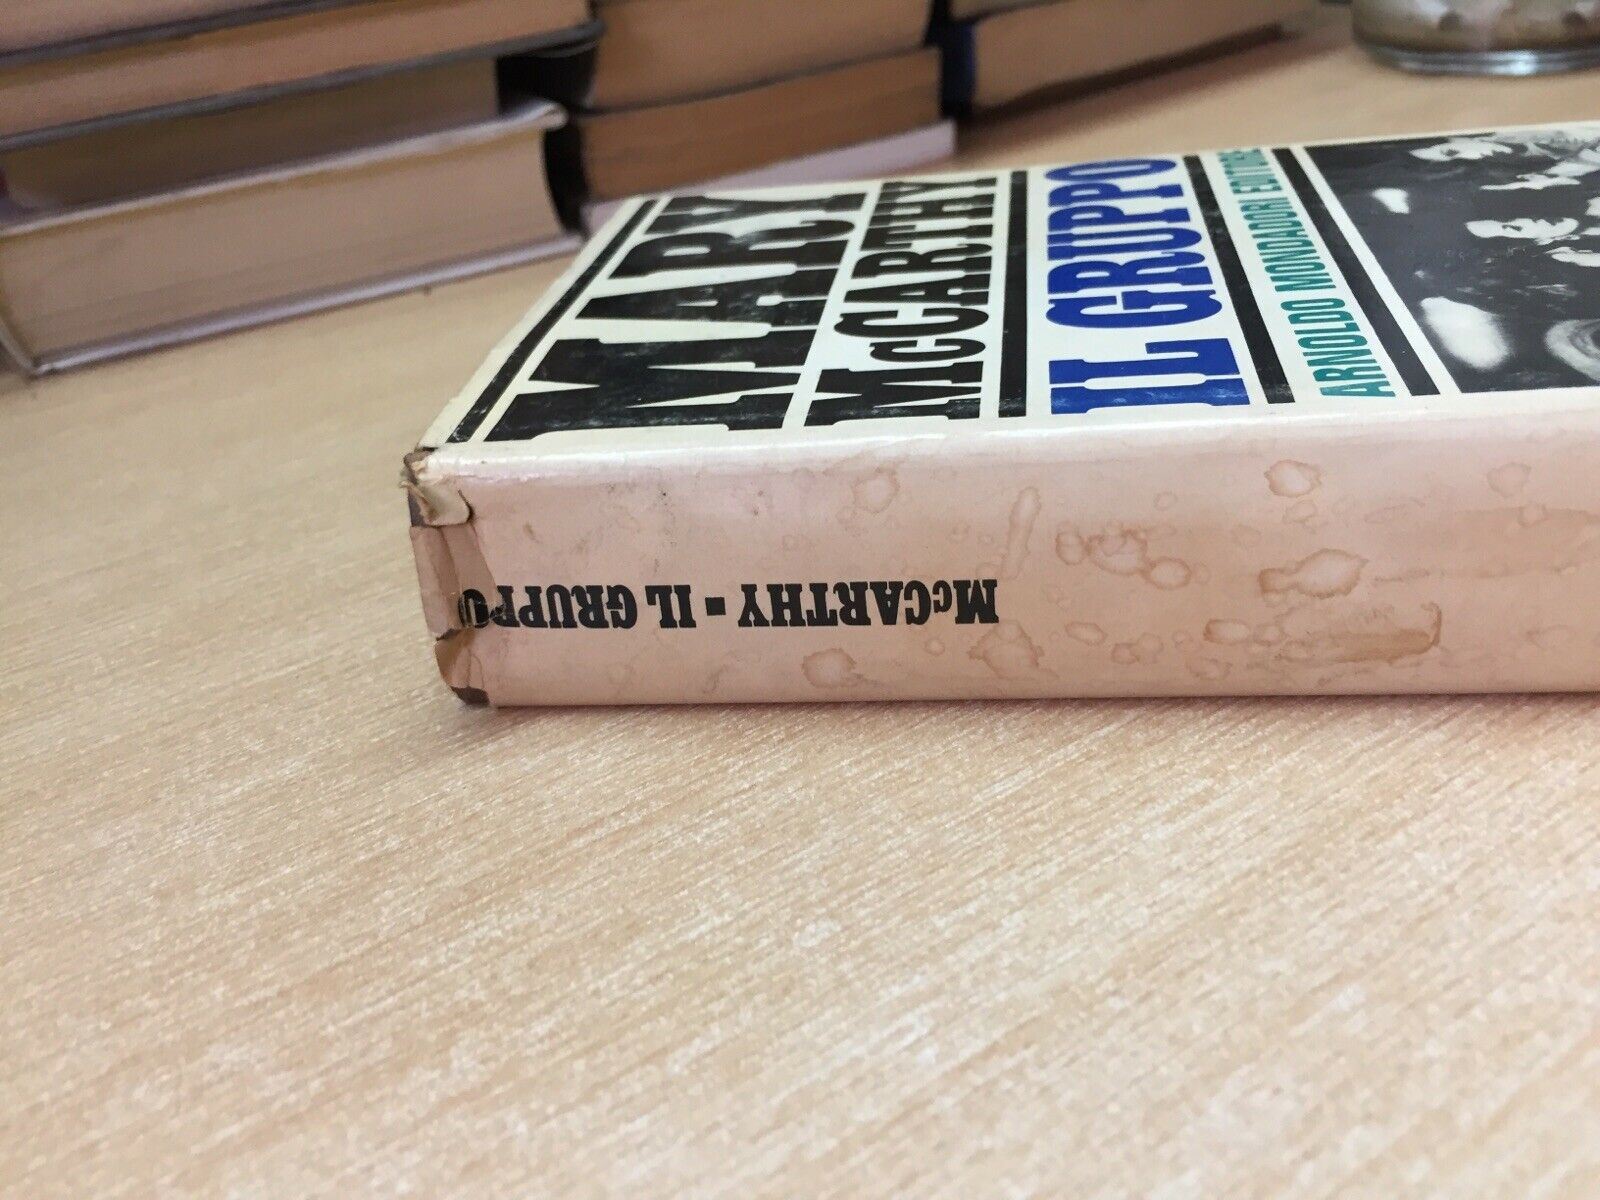 MARY
McCARTHY
IL GRUPPO
ARNOLDO MONDADORI EDITORE
McCARTHY - IL GRUPPO